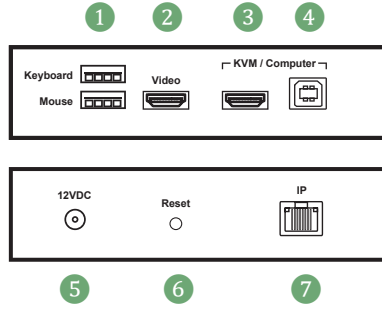 1 2 3 4
KVM / Computer
Keyboard
Video
Mouse
12VDC
Reset
IP
5 6 7